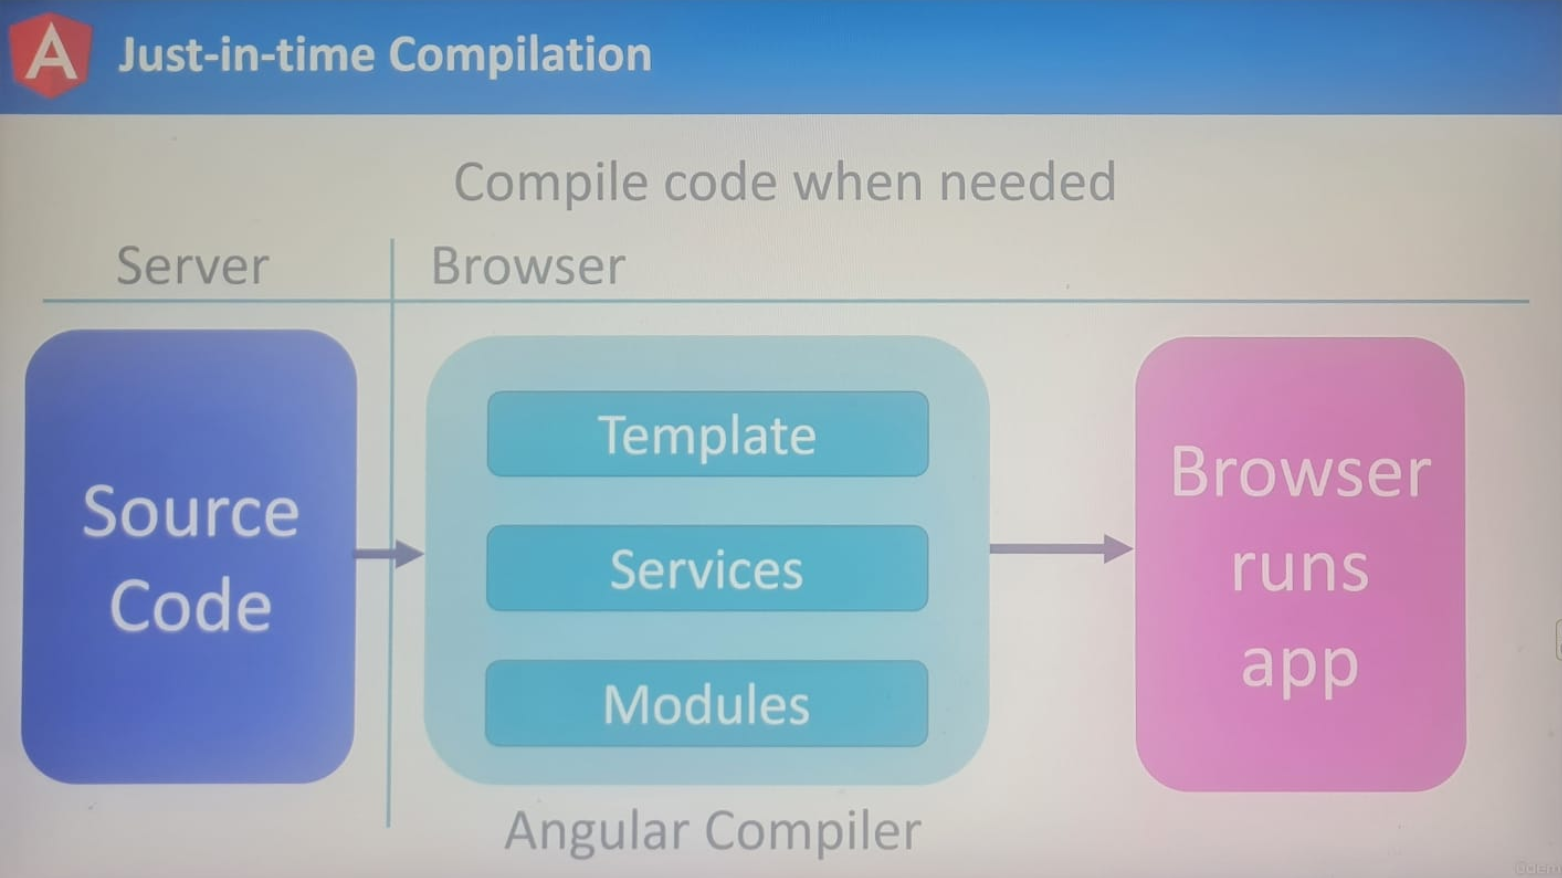 A
Just-in-time Compilation
Compile code when needed
Server
Browser
Source
Code
Template
Services
Modules
Angular Compiler
Browser
runs
app